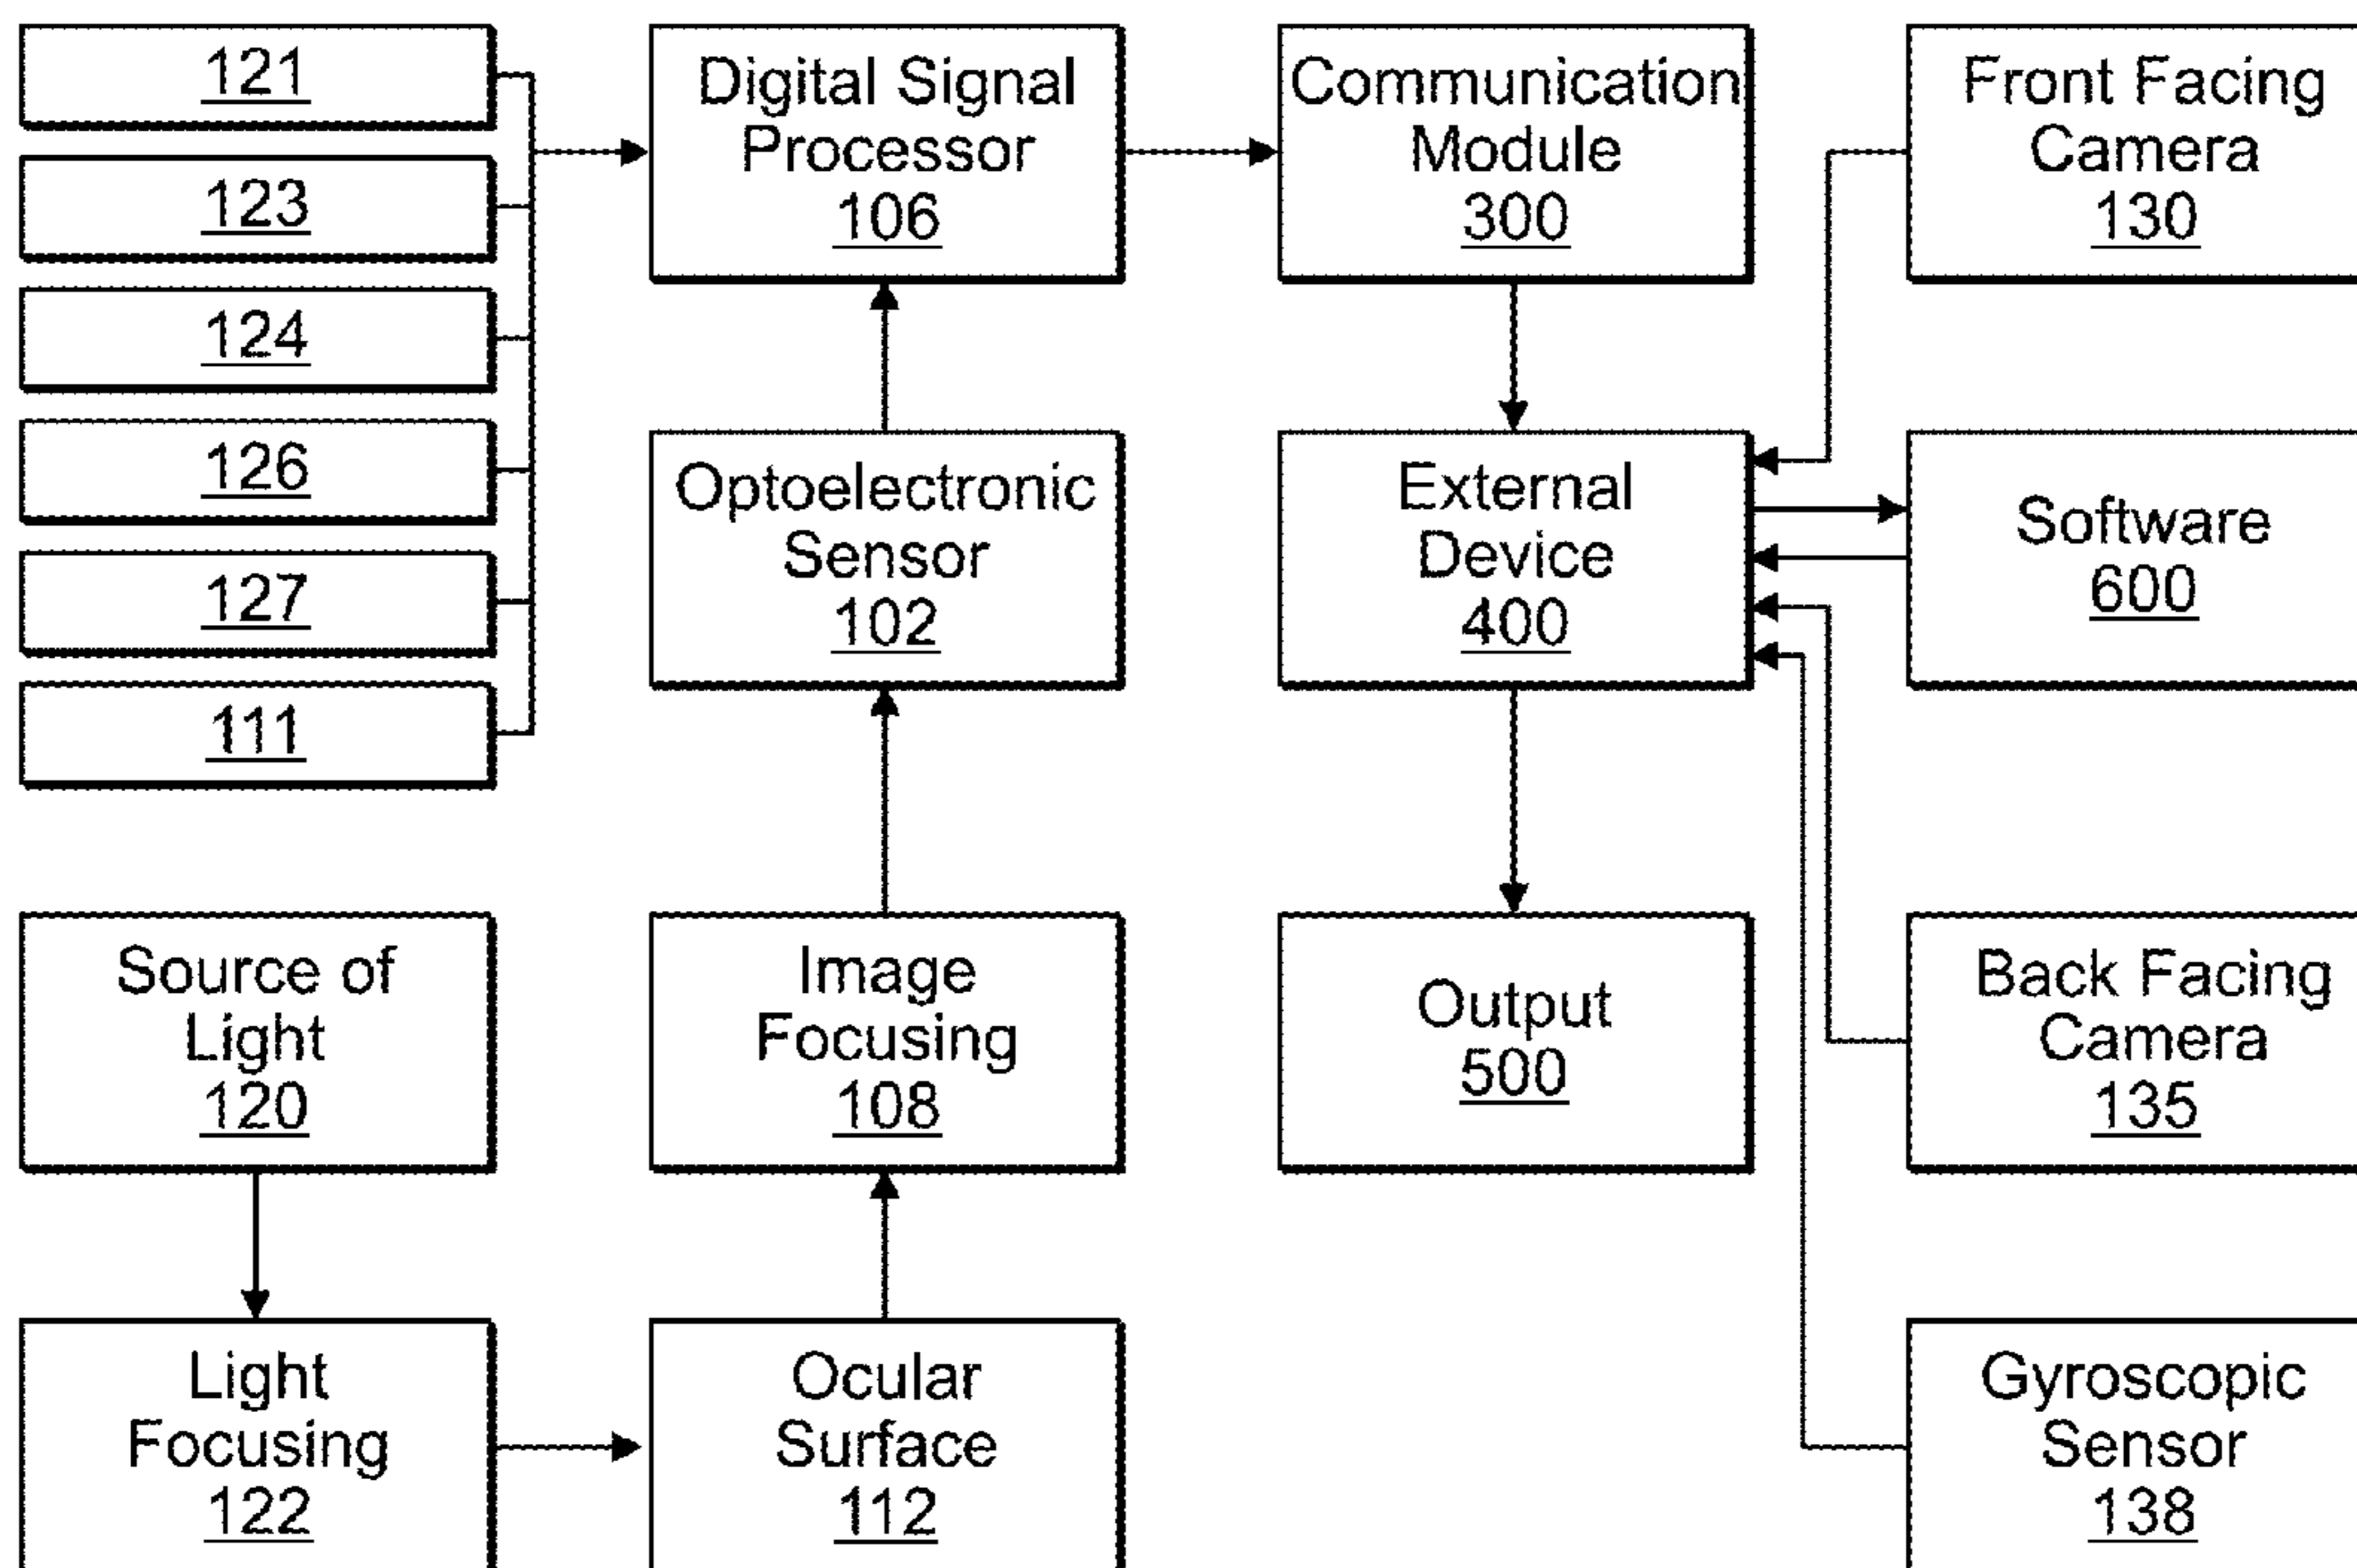 121
123
124
126
127
111
Digital Signal
Processor
106
Communication
Module
300
Front Facing
Camera
130
Optoelectronic
Sensor
102
External
Device
400
Software
600
Source of
Light
120
Image
Focusing
108
Output
500
Back Facing
Camera
135
Light
Focusing
122
Ocular
Surface
112
Gyroscopic
Sensor
138